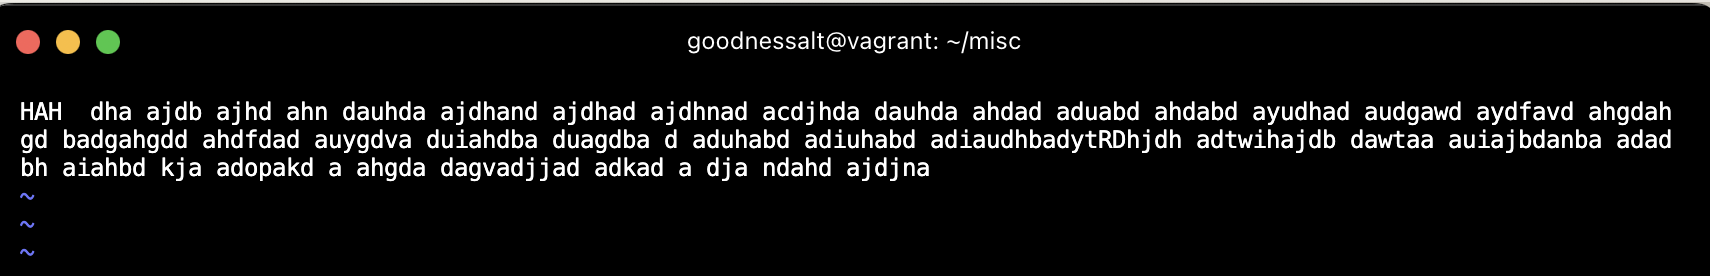 goodnessalt@vagrant: ~/misc
HAH  dha ajdb ajhd ahn dauhda ajdhand ajdhad ajdhnad acdjhda dauhda ahdad aduabd ahdabd ayudhad audgawd aydfavd ahgdah
gd badgahgdd ahdfdad auygdva duiahdba duagdba d aduhabd adiuhabd adiaudhbadytRDhjdh adtwihajdb dawtaa auiajbdanba adad
bh aiahbd kja adopakd a ahgda dagvadjjad adkad a dja ndahd ajdjna
~
~
~